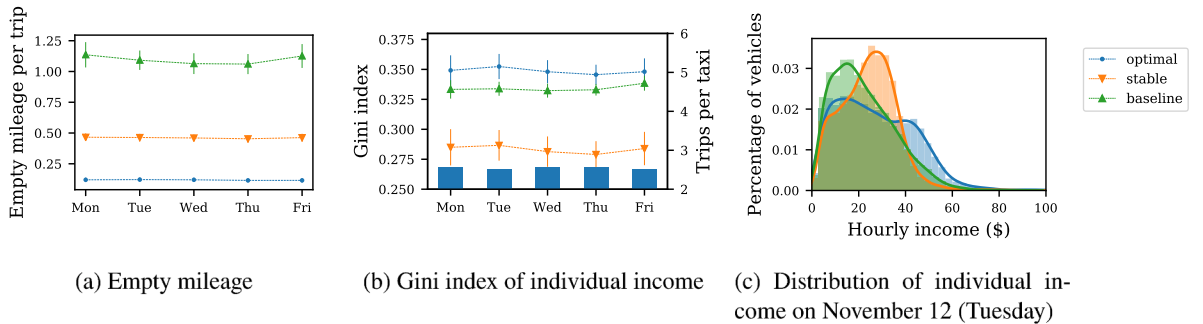 Empty mileage per trip
1.25
1.00
0.75
0.50
0.25
Mon Tue Wed Thu Fri
(a) Empty mileage
Gini index
0.375
0.350
0.325
0.300
0.275
0.250
Trips per taxi
6
5
4
3
2
Mon Tue Wed Thu Fri
(b) Gini index of individual income
Percentage of vehicles
0.03
0.02
0.01
0.00
0 20 40 60 80 100
Hourly income ($)
optimal
stable
baseline
(c) Distribution of individual in-
come on November 12 (Tuesday)